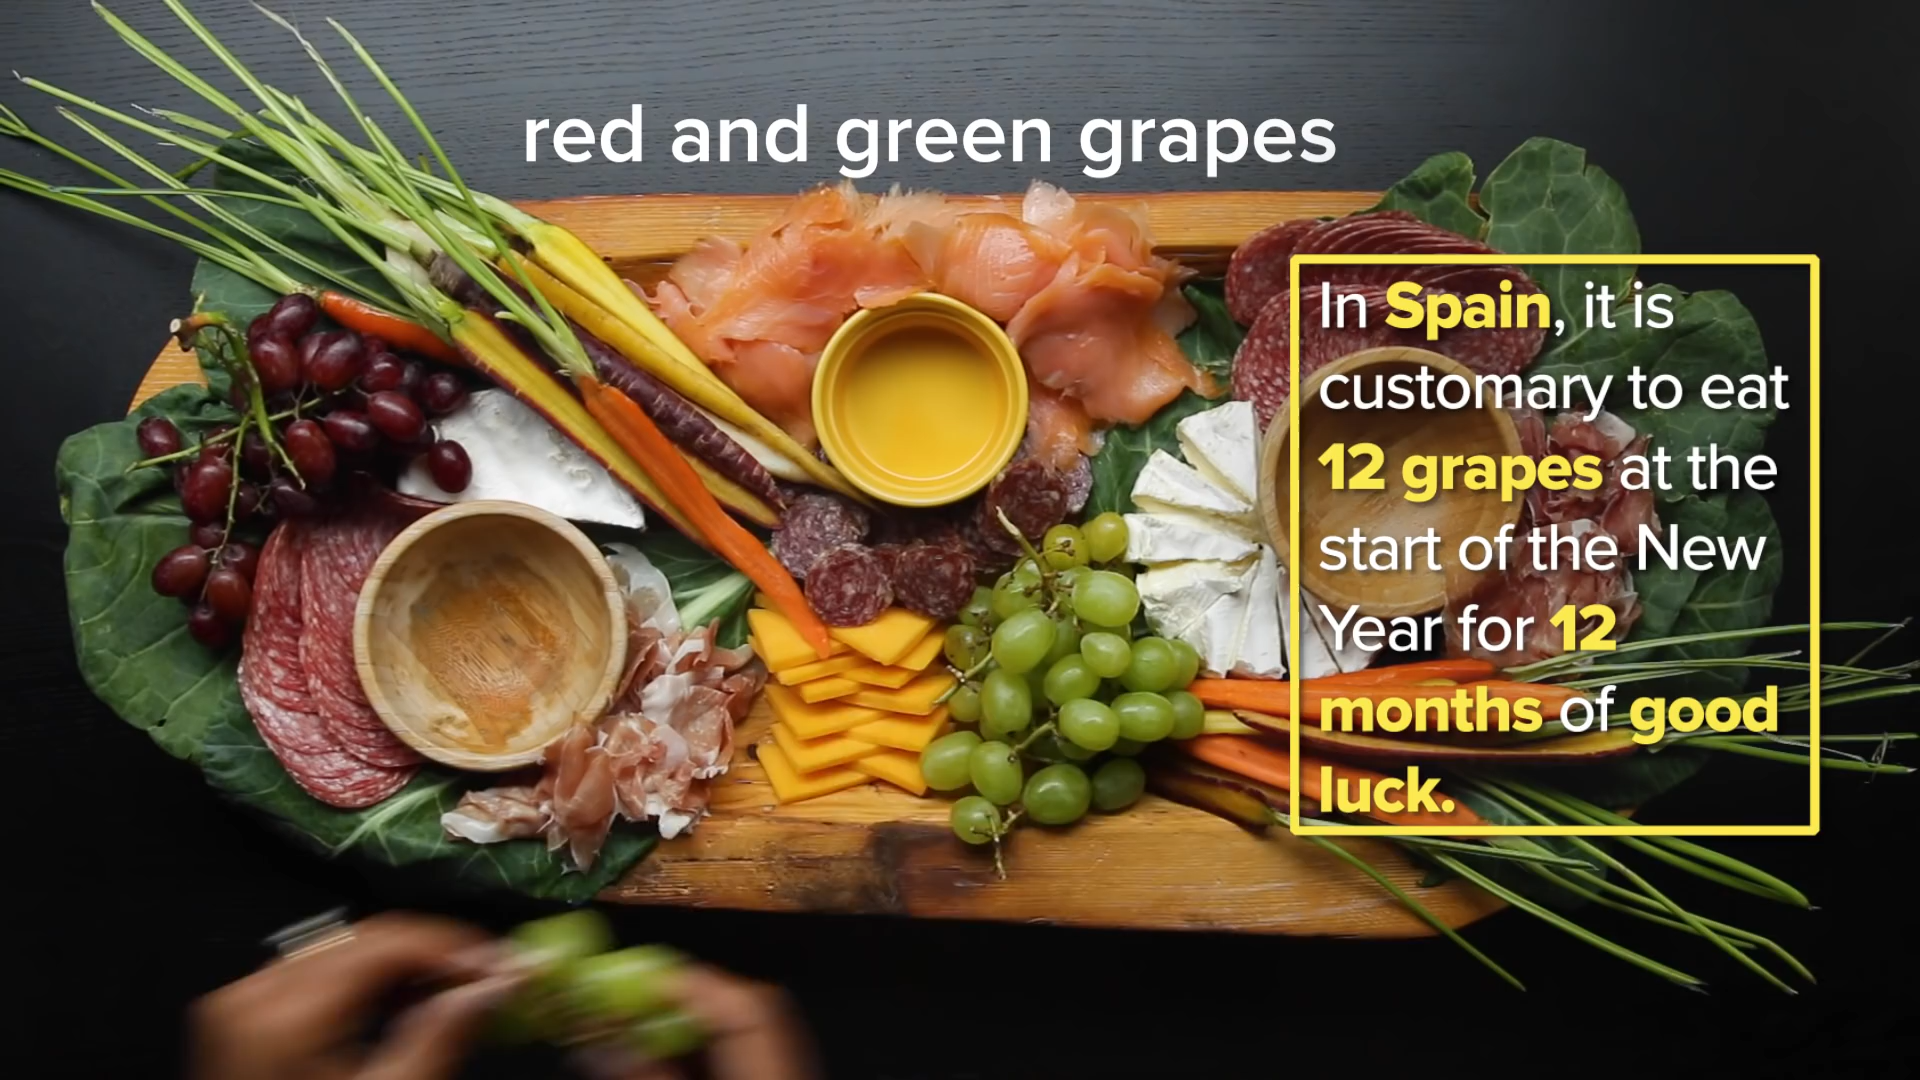 red and green grapes
In Spain, it is
customary to eat
12 grapes at the
start of the New
Year for 12
months of good
luck.